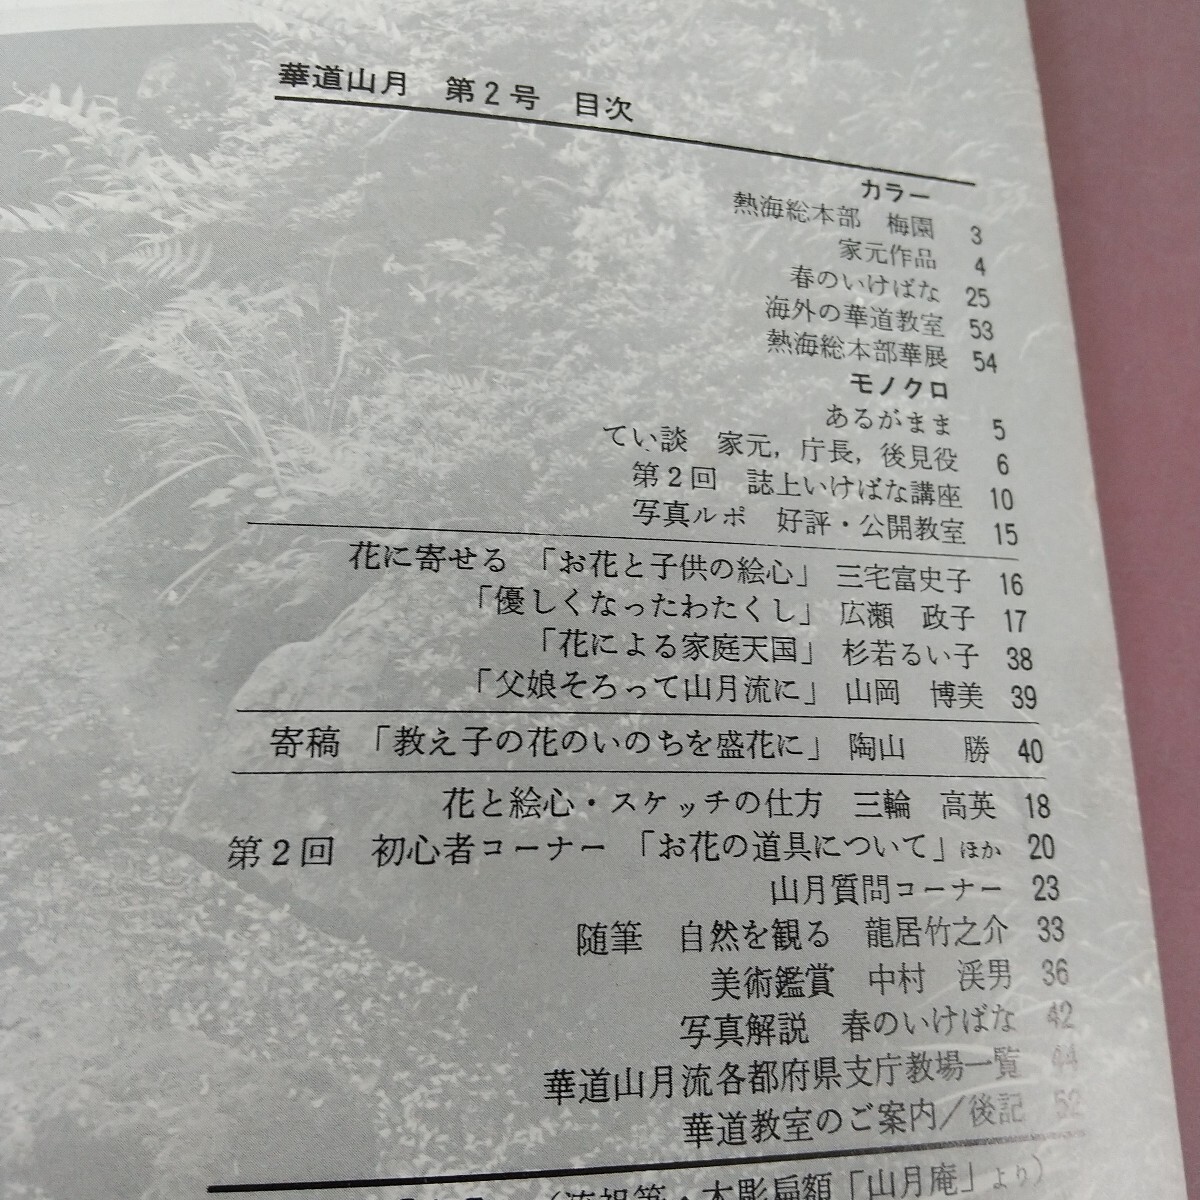 華道山月　第2号　目次
カラー
熱海総本部　梅園　3
家元作品　4
春のいけばな　25
海外の華道教室　53
熱海総本部華展　54
モノクロ
あるがまま　5
てい談　家元，庁長，後見役　6
第2回　誌上いけばな講座　10
写真ルポ　好評・公開教室　15
花に寄せる　「お花と子供の絵心」　三宅富史子　16
「優しくなったわたくし」　広瀬　政子　17
「花による家庭天国」　杉若るい子　38
「父娘そろって山月流に」　山岡　博美　39
寄稿　「教え子の花のいのちを盛花に」　陶山　勝　40
花と絵心・スケッチの仕方　三輪　高英　18
第2回　初心者コーナー　「お花の道具について」ほか　20
山月質問コーナー　23
随筆　自然を観る　龍居竹之介　33
美術鑑賞　中村　渓男　36
写真解説　春のいけばな　42
華道山月流各都府県支庁教場一覧　44
華道教室のご案内／後記　52
木彫扁額「山月庵」より）